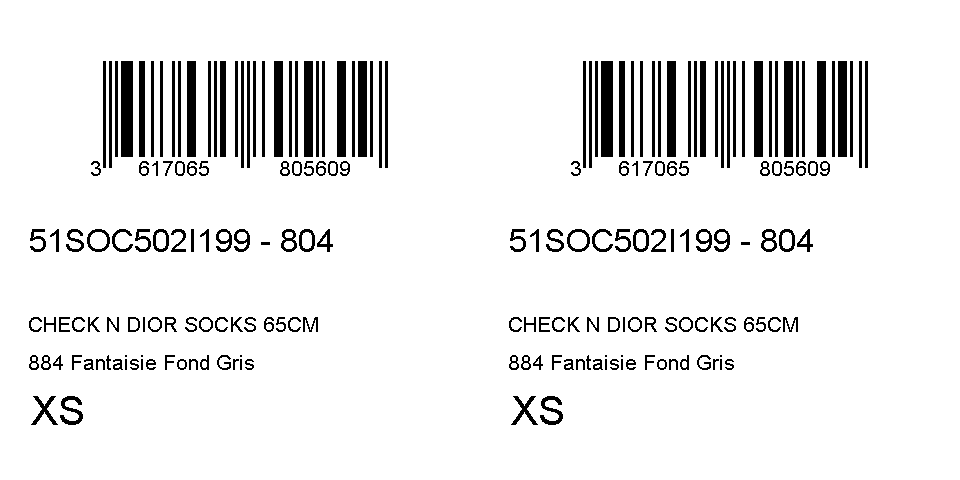 3 617065 805609
51SOC502I199 - 804
CHECK N DIOR SOCKS 65CM
884 Fantaisie Fond Gris
XS
3 617065 805609
51SOC502I199 - 804
CHECK N DIOR SOCKS 65CM
884 Fantaisie Fond Gris
XS